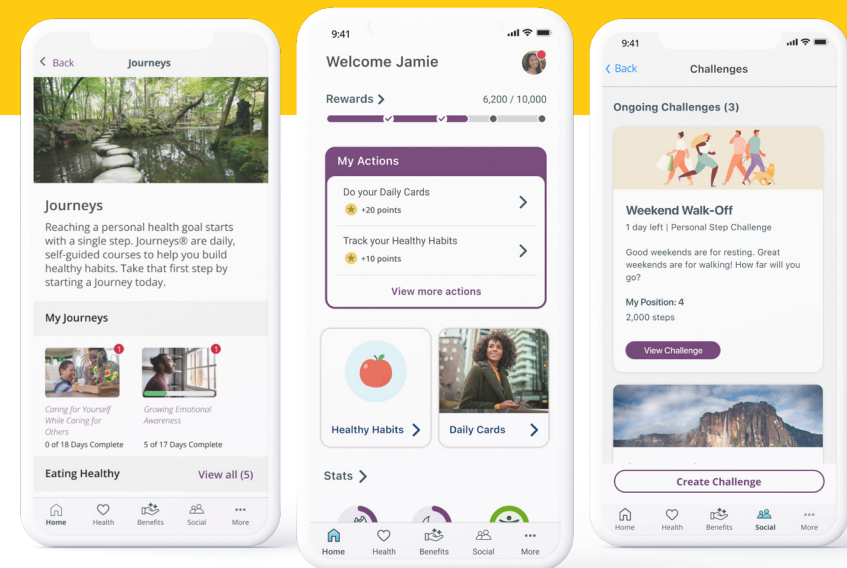 Back
Journeys
Journeys
Reaching a personal health goal starts
with a single step. Journeys® are daily,
self-guided courses to help you build
healthy habits. Take that first step by
starting a Journey today.
My Journeys
1
1
Caring for Yourself
While Caring for
Others
0 of 18 Days Complete
Growing Emotional
Awareness
5 of 17 Days Complete
Eating Healthy
View all (5)
Home
Health
Benefits
Social
More
9:41
Welcome Jamie
Rewards
6,200 / 10,000
My Actions
Do your Daily Cards
+20 points
Track your Healthy Habits
+10 points
View more actions
Healthy Habits
Daily Cards
Stats
Home
Health
Benefits
Social
More
9:41
Back
Challenges
Ongoing Challenges (3)
Weekend Walk-Off
1 day left | Personal Step Challenge
Good weekends are for resting. Great
weekends are for walking! How far will you
go?
My Position: 4
2,000 steps
View Challenge
Create Challenge
Home
Health
Benefits
Social
More